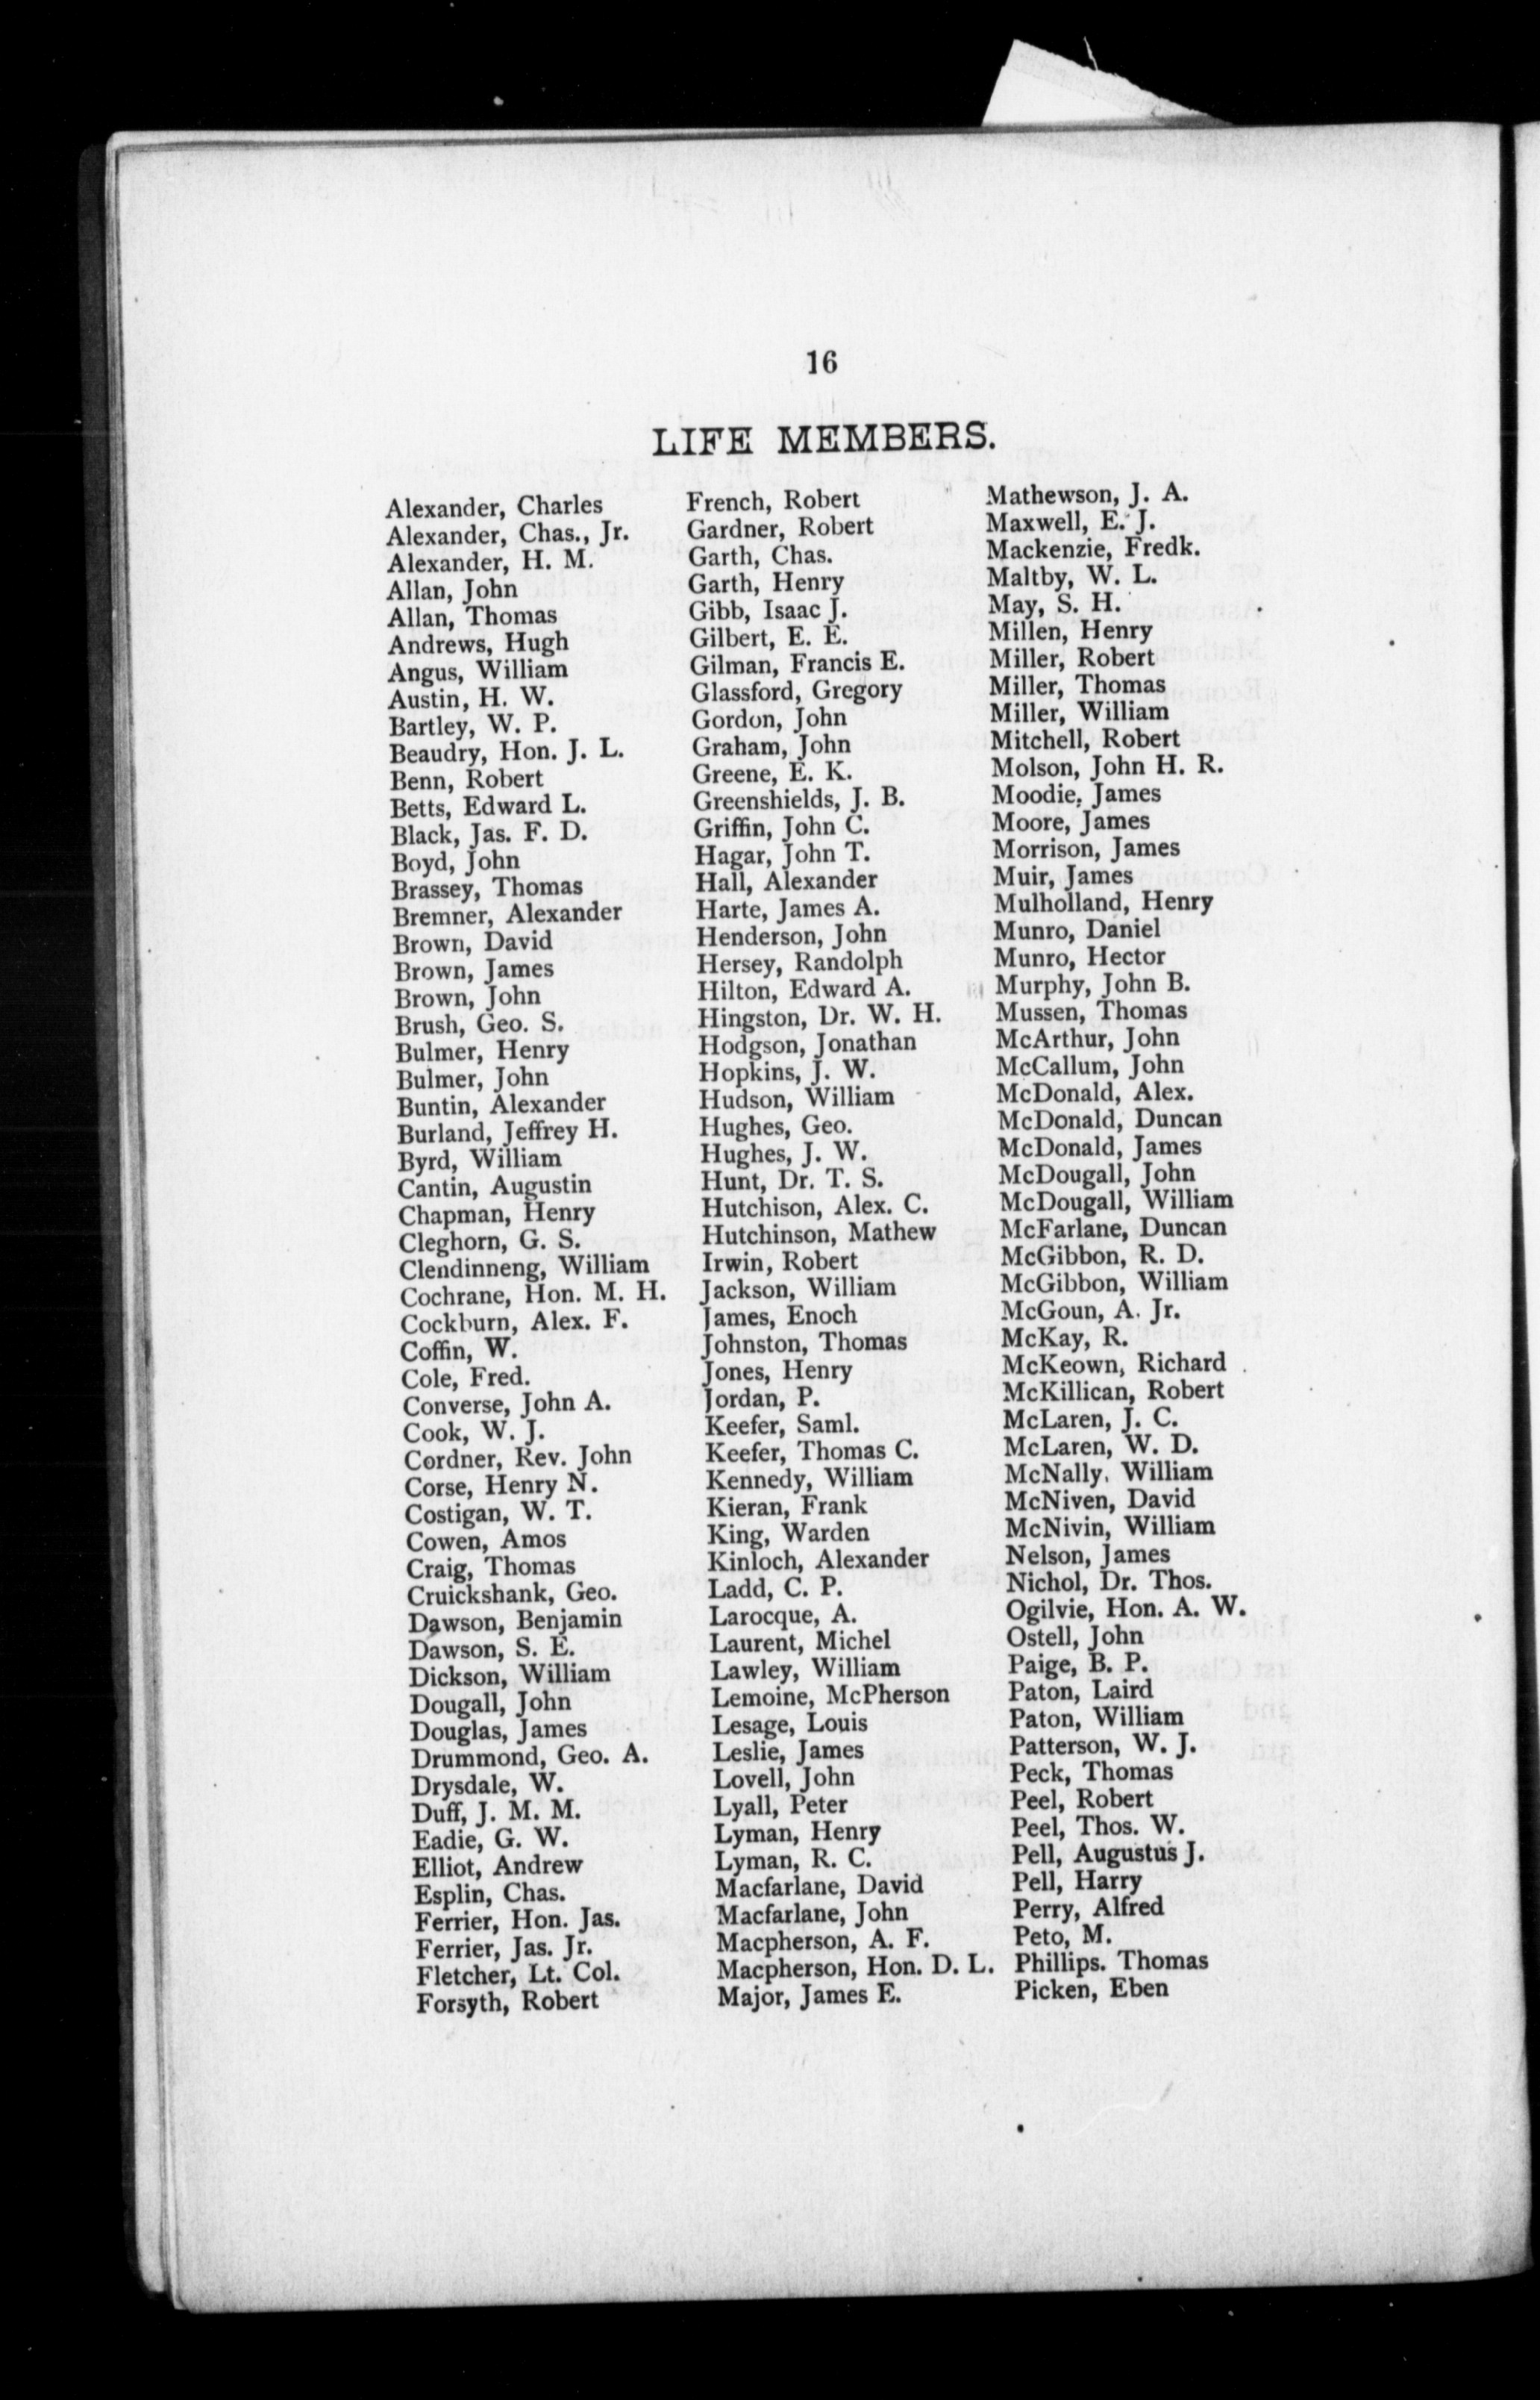 16
LIFE MEMBERS.
Alexander, Charles
Alexander, Chas., Jr.
Alexander, H. M.
Allan, John
Allan, Thomas
Andrews, Hugh
Angus, William
Austin, H. W.
Bartley, W. P.
Beaudry, Hon. J. L.
Benn, Robert
Betts, Edward L.
Black, Jas. F. D.
Boyd, John
Brassey, Thomas
Bremner, Alexander
Brown, David
Brown, James
Brown, John
Brush, Geo. S.
Bulmer, Henry
Bulmer, John
Buntin, Alexander
Burland, Jeffrey H.
Byrd, William
Cantin, Augustin
Chapman, Henry
Cleghorn, G. S.
Clendinneng, William
Cochrane, Hon. M. H.
Cockburn, Alex. F.
Coffin, W.
Cole, Fred.
Converse, John A.
Cook, W. J.
Cordner, Rev. John
Corse, Henry N.
Costigan, W. T.
Cowen, Amos
Craig, Thomas
Cruickshank, Geo.
Dawson, Benjamin
Dawson, S. E.
Dickson, William
Dougall, John
Douglas, James
Drummond, Geo. A.
Drysdale, W.
Duff, J. M. M.
Eadie, G. W.
Elliot, Andrew
Esplin, Chas.
Ferrier, Hon. Jas.
Ferrier, Jas. Jr.
Fletcher, Lt. Col.
Forsyth, Robert
French, Robert
Gardner, Robert
Garth, Chas.
Garth, Henry
Gibb, Isaac J.
Gilbert, E. E.
Gilman, Francis E.
Glassford, Gregory
Gordon, John
Graham, John
Greene, E. K.
Greenshields, J. B.
Griffin, John C.
Hagar, John T.
Hall, Alexander
Harte, James A.
Henderson, John
Hersey, Randolph
Hilton, Edward A.
Hingston, Dr. W. H.
Hodgson, Jonathan
Hopkins, J. W.
Hudson, William
Hughes, Geo.
Hughes, J. W.
Hunt, Dr. T. S.
Hutchison, Alex. C.
Hutchinson, Mathew
Irwin, Robert
Jackson, William
James, Enoch
Johnston, Thomas
Jones, Henry
Jordan, P.
Keefer, Saml.
Keefer, Thomas C.
Kennedy, William
Kieran, Frank
King, Warden
Kinloch, Alexander
Ladd, C. P.
Larocque, A.
Laurent, Michel
Lawley, William
Lemoine, McPherson
Lesage, Louis
Leslie, James
Lovell, John
Lyall, Peter
Lyman, Henry
Lyman, R. C.
Macfarlane, David
Macfarlane, John
Macpherson, A. F.
Macpherson, Hon. D. L.
Major, James E.
Mathewson, J. A.
Maxwell, E. J.
Mackenzie, Fredk.
Maltby, W. L.
May, S. H.
Millen, Henry
Miller, Robert
Miller, Thomas
Miller, William
Mitchell, Robert
Molson, John H. R.
Moodie, James
Moore, James
Morrison, James
Muir, James
Mulholland, Henry
Munro, Daniel
Munro, Hector
Murphy, John B.
Mussen, Thomas
McArthur, John
McCallum, John
McDonald, Alex.
McDonald, Duncan
McDonald, James
McDougall, John
McDougall, William
McFarlane, Duncan
McGibbon, R. D.
McGibbon, William
McGoun, A. Jr.
McKay, R.
McKeown, Richard
McKillican, Robert
McLaren, J. C.
McLaren, W. D.
McNally, William
McNiven, David
McNivin, William
Nelson, James
Nichol, Dr. Thos.
Ogilvie, Hon. A. W.
Ostell, John
Paige, B. P.
Paton, Laird
Paton, William
Patterson, W. J.
Peck, Thomas
Peel, Robert
Peel, Thos. W.
Pell, Augustus J.
Pell, Harry
Perry, Alfred
Peto, M.
Phillips. Thomas
Picken, Eben